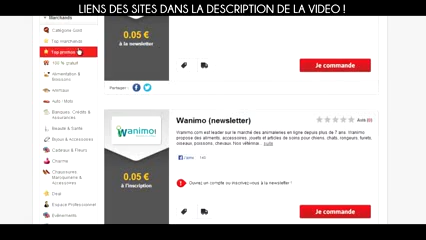 LIENS DES SITES DANS LA DESCRIPTION DE LA VIDEO !
Marchands
Catégorie Gold
Top marchands
Top promos
100 % gratuit
Alimentation &
Boissons
Animaux
Auto / Moto
Banques, Crédits &
Assurances
Beauté & Santé
Bijoux & Accessoires
Cadeaux & Fleurs
Charme
Chaussures
Maroquinerie &
Accessoires
Deal
Espace Professionnel
Evènements
0.05 €
à la newsletter
Je commande
Partager :
Wanimo (newsletter)
Avis (0)
Wanimo
Wanimo.com est leader sur le marché des animaleries en ligne depuis plus de 7 ans. Wanimo
propose des aliments, accessoires, jouets et articles de soins pour chiens, chats, rongeurs, furets,
oiseaux, poissons, chevaux. Nos vétérinair... suite
J'aime
0.05 €
à l'inscription
Ouvrez un compte ou inscrivez-vous à la newsletter !
Je commande